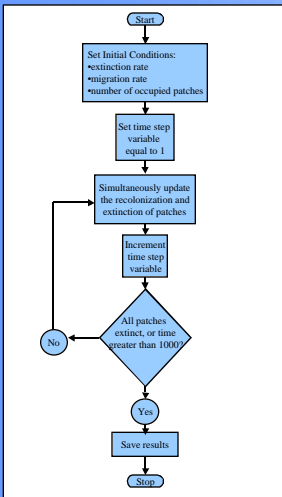 Start
Set Initial Conditions:
•extinction rate
•migration rate
•number of occupied patches
Set time step
variable
equal to 1
Simultaneously update
the recolonization and
extinction of patches
Increment
time step
variable
All patches
extinct, or time
greater than 1000?
No
Yes
Save results
Stop